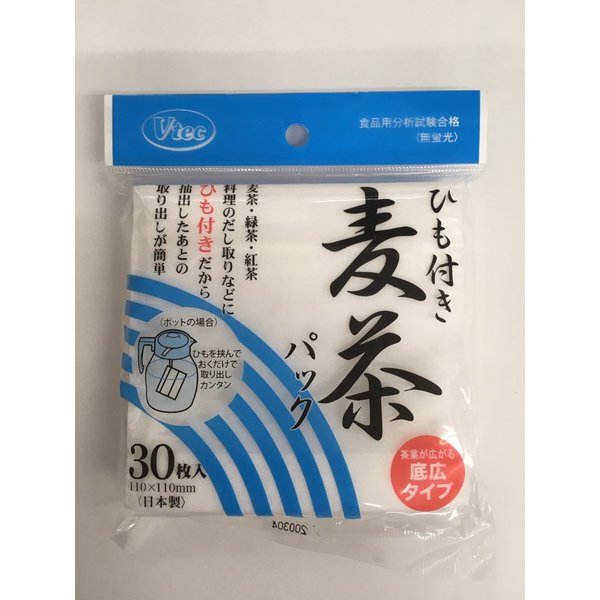 Vtec
食品用分析試験合格
〈無蛍光〉
ひも付き
麦茶
パック
麦茶・緑茶・紅茶
料理のだし取りなどに
ひも付きだから
抽出したあとの
取り出しが簡単
(ポットの場合)
ひもを挟んで
おくだけで
取り出し
カンタン
30枚入
110×110mm
〈日本製〉
茶葉が広がる
底広
タイプ
200304